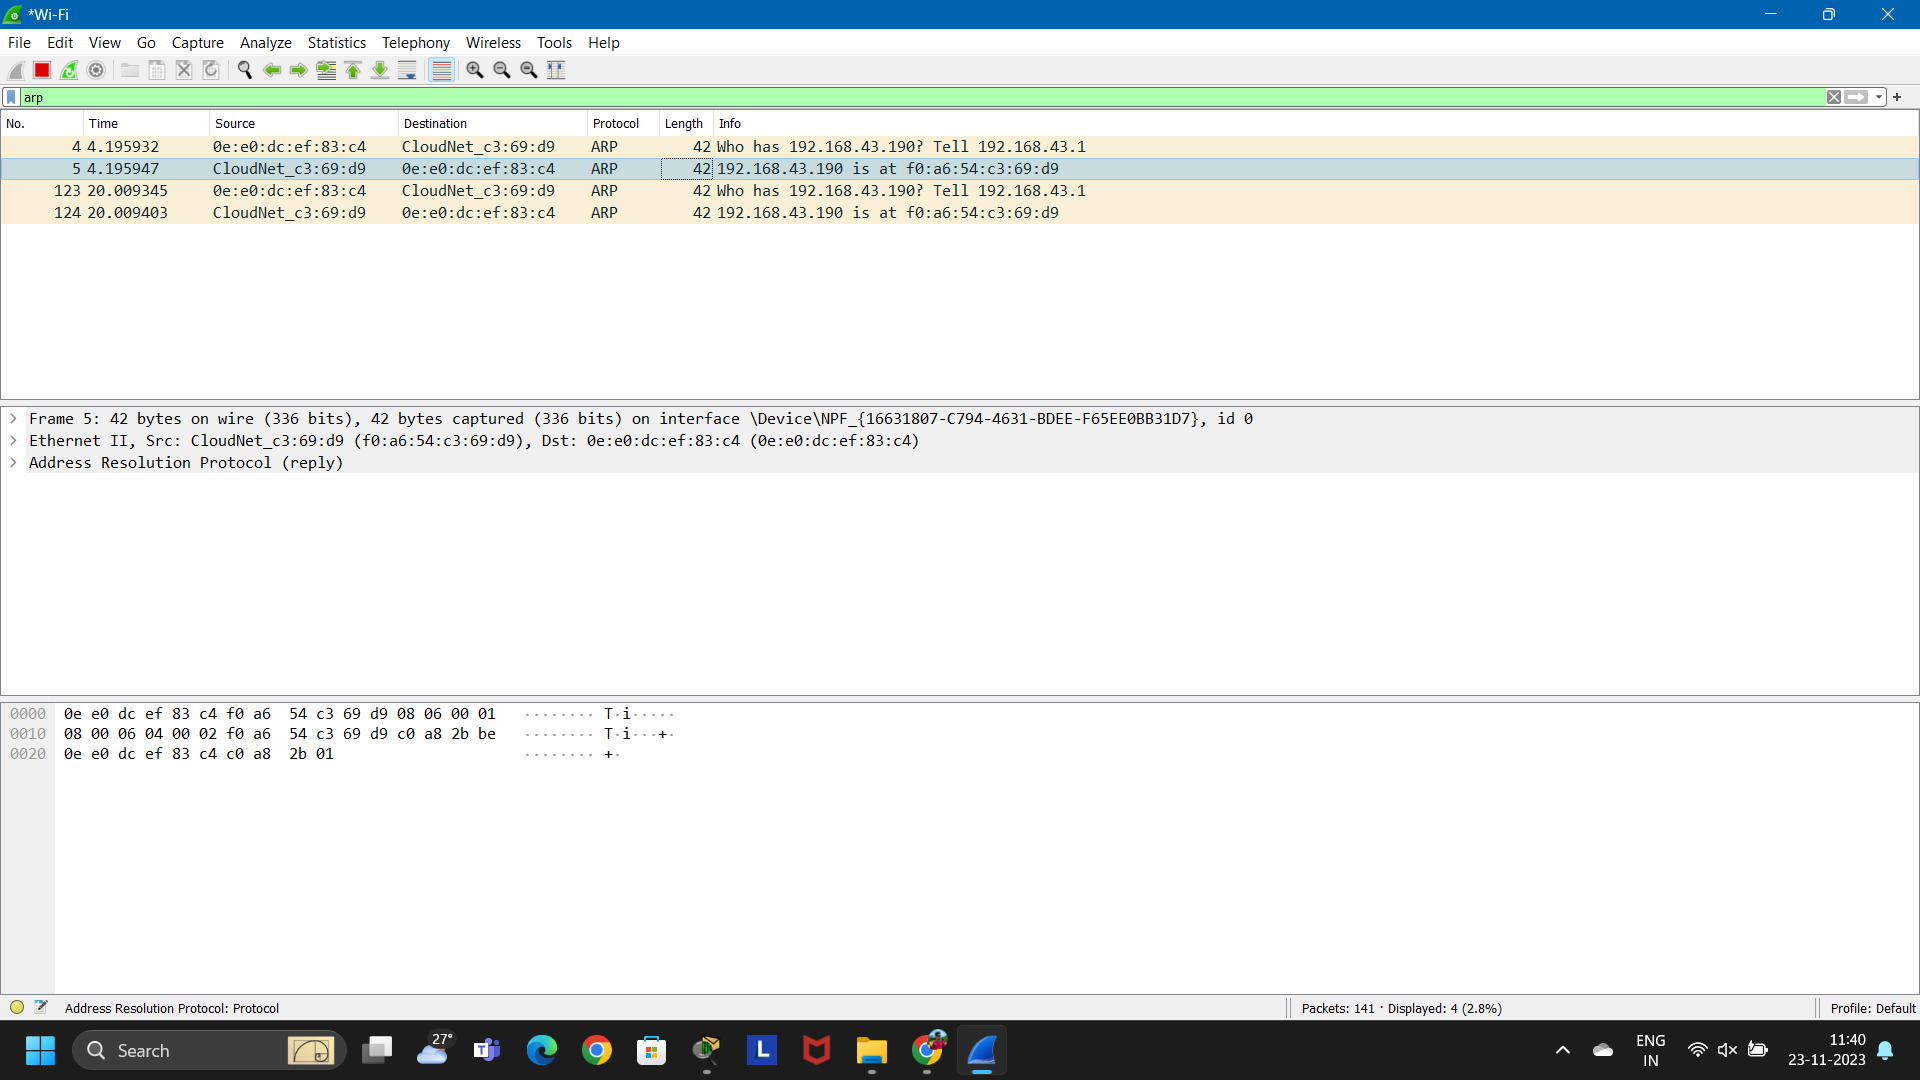 *Wi-Fi
File Edit View Go Capture Analyze Statistics Telephony Wireless Tools Help
arp
No. Time Source Destination Protocol Length Info
4 4.195932 0e:e0:dc:ef:83:c4 CloudNet_c3:69:d9 ARP 42 Who has 192.168.43.190? Tell 192.168.43.1
5 4.195947 CloudNet_c3:69:d9 0e:e0:dc:ef:83:c4 ARP 42 192.168.43.190 is at f0:a6:54:c3:69:d9
123 20.009345 0e:e0:dc:ef:83:c4 CloudNet_c3:69:d9 ARP 42 Who has 192.168.43.190? Tell 192.168.43.1
124 20.009403 CloudNet_c3:69:d9 0e:e0:dc:ef:83:c4 ARP 42 192.168.43.190 is at f0:a6:54:c3:69:d9
Frame 5: 42 bytes on wire (336 bits), 42 bytes captured (336 bits) on interface \Device\NPF_{16631807-C794-4631-BDEE-F65EE0BB31D7}, id 0
Ethernet II, Src: CloudNet_c3:69:d9 (f0:a6:54:c3:69:d9), Dst: 0e:e0:dc:ef:83:c4 (0e:e0:dc:ef:83:c4)
Address Resolution Protocol (reply)
0000 0e e0 dc ef 83 c4 f0 a6 54 c3 69 d9 08 06 00 01 ········ T·i·····
0010 08 00 06 04 00 02 f0 a6 54 c3 69 d9 c0 a8 2b be ········ T·i···+·
0020 0e e0 dc ef 83 c4 c0 a8 2b 01 ········ +·
Address Resolution Protocol: Protocol
Packets: 141 · Displayed: 4 (2.8%)
Profile: Default
Search
27°
L
ENG
IN
11:40
23-11-2023